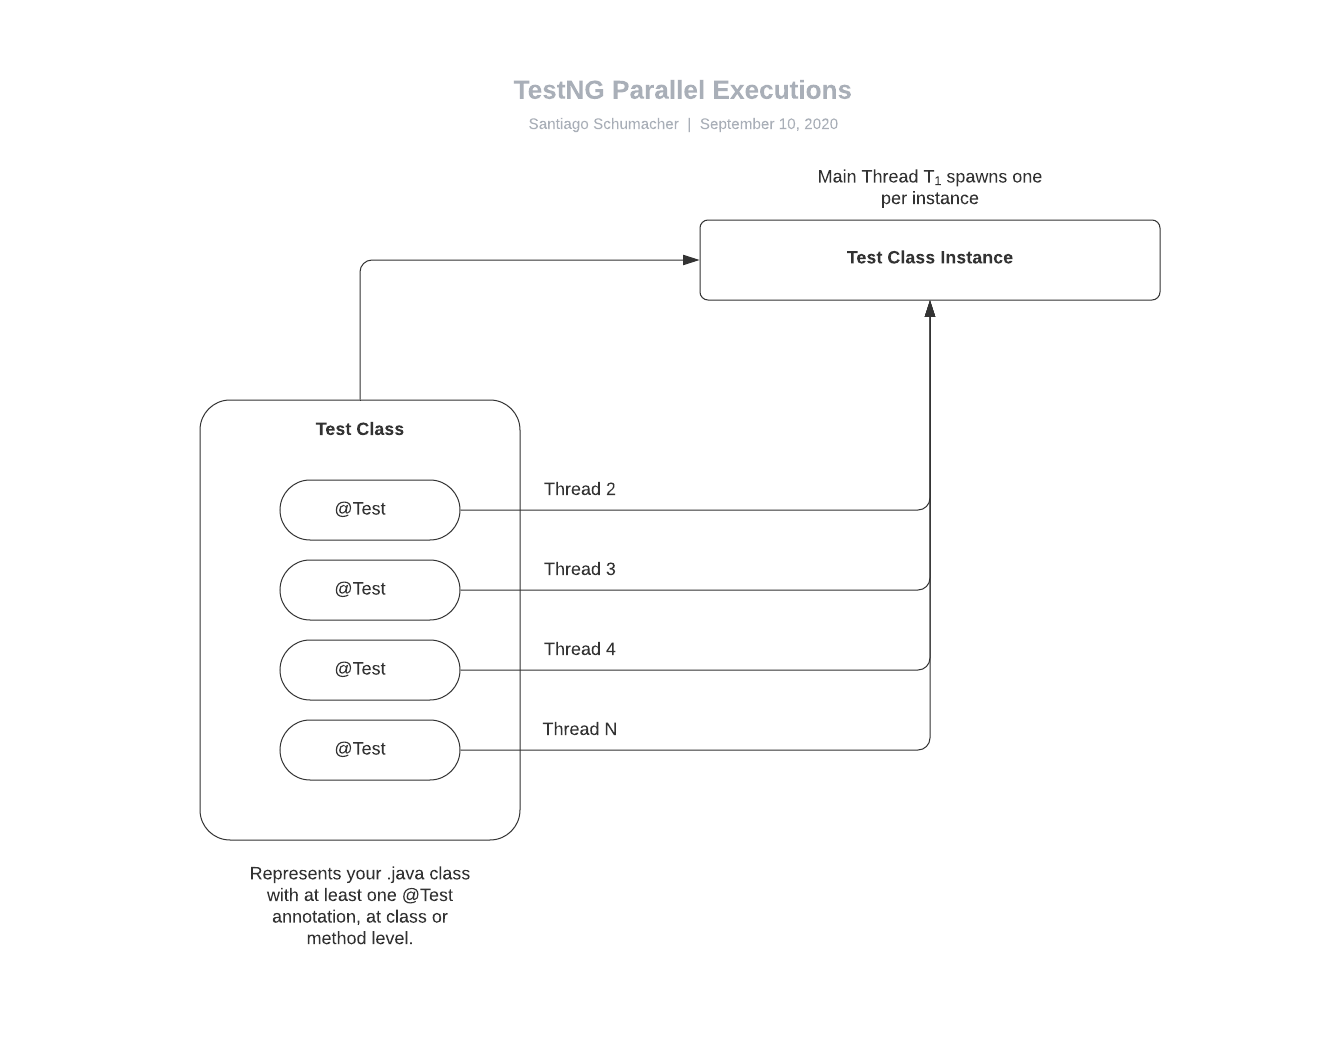 TestNG Parallel Executions
Santiago Schumacher | September 10, 2020
Main Thread T₁ spawns one
per instance
Test Class Instance
Test Class
@Test
Thread 2
@Test
Thread 3
@Test
Thread 4
@Test
Thread N
Represents your .java class
with at least one @Test
annotation, at class or
method level.